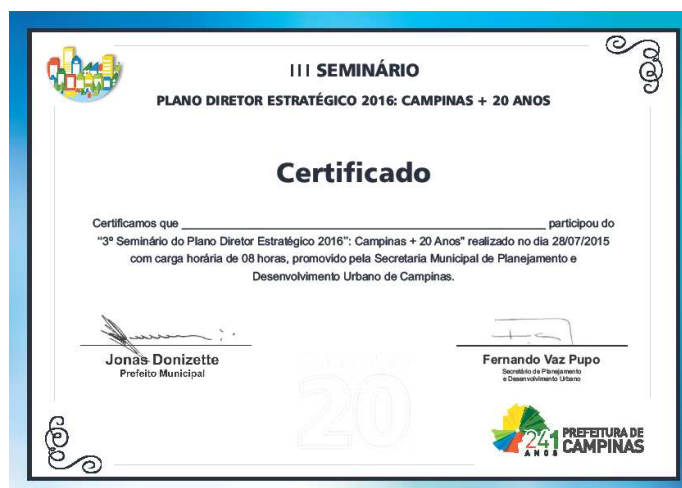 III SEMINÁRIO
PLANO DIRETOR ESTRATÉGICO 2016: CAMPINAS + 20 ANOS
Certificado
Certificamos que ______________________ participou do
“3º Seminário do Plano Diretor Estratégico 2016”: Campinas + 20 Anos" realizado no dia 28/07/2015
com carga horária de 08 horas, promovido pela Secretaria Municipal de Planejamento e
Desenvolvimento Urbano de Campinas.
Jonas Donizette
Prefeito Municipal
Fernando Vaz Pupo
Secretário de Planejamento
e Desenvolvimento Urbano
20
241
ANOS
PREFEITURA DE
CAMPINAS